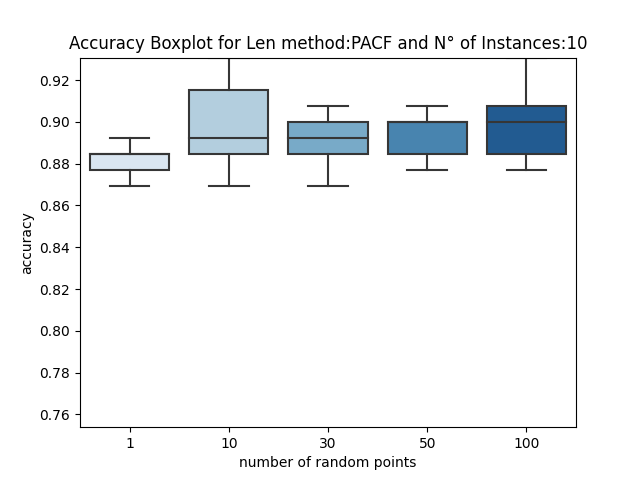 Accuracy Boxplot for Len method:PACF and N° of Instances:10
accuracy
0.92
0.90
0.88
0.86
0.84
0.82
0.80
0.78
0.76
1 10 30 50 100
number of random points